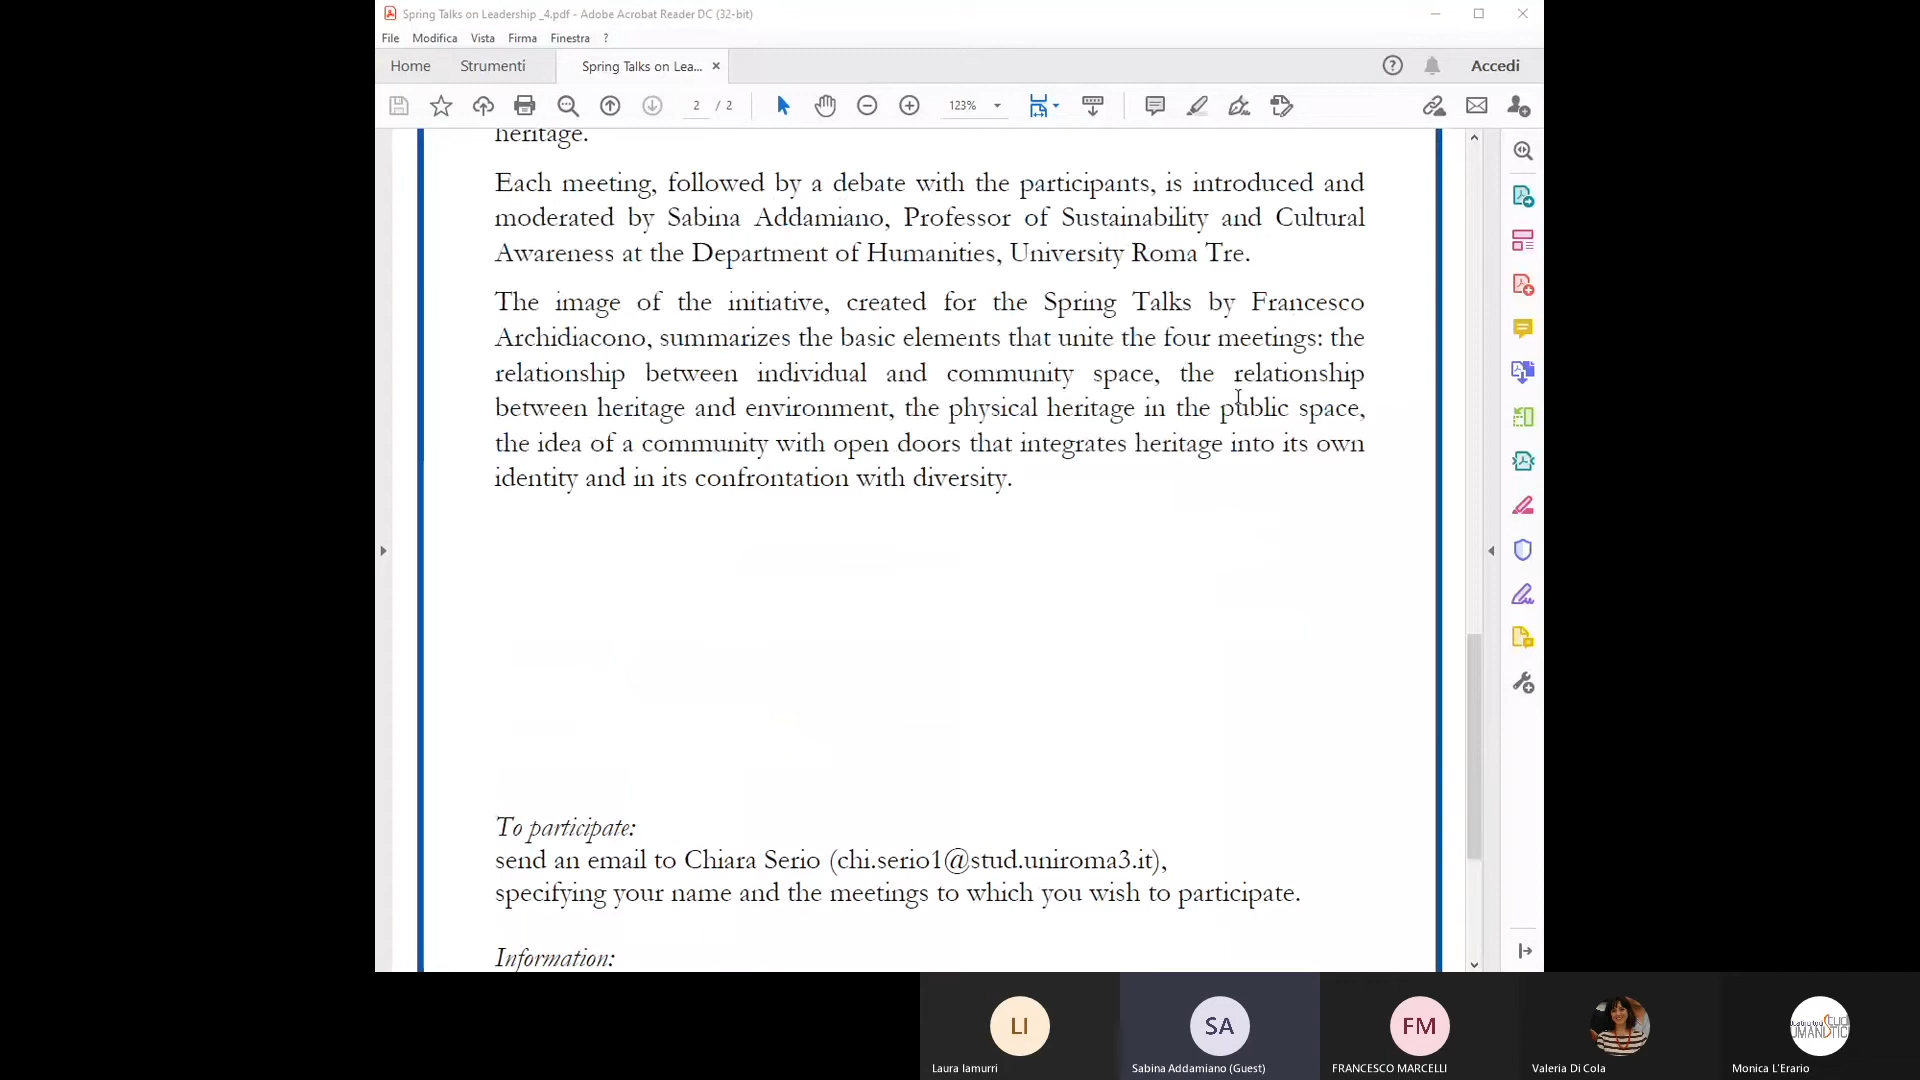 Spring Talks on Leadership _4.pdf - Adobe Acrobat Reader DC (32-bit)
File Modifica Vista Firma Finestra ?
Home Strumenti Spring Talks on Lea... × Accedi
2 / 2 123%
heritage.
Each meeting, followed by a debate with the participants, is introduced and
moderated by Sabina Addamiano, Professor of Sustainability and Cultural
Awareness at the Department of Humanities, University Roma Tre.
The image of the initiative, created for the Spring Talks by Francesco
Archidiacono, summarizes the basic elements that unite the four meetings: the
relationship between individual and community space, the relationship
between heritage and environment, the physical heritage in the public space,
the idea of a community with open doors that integrates heritage into its own
identity and in its confrontation with diversity.
To participate:
send an email to Chiara Serio (chi.serio1@stud.uniroma3.it),
specifying your name and the meetings to which you wish to participate.
Information:
LI SA FM
Laura Iamurri Sabina Addamiano (Guest) FRANCESCO MARCELLI Valeria Di Cola Monica L'Erario